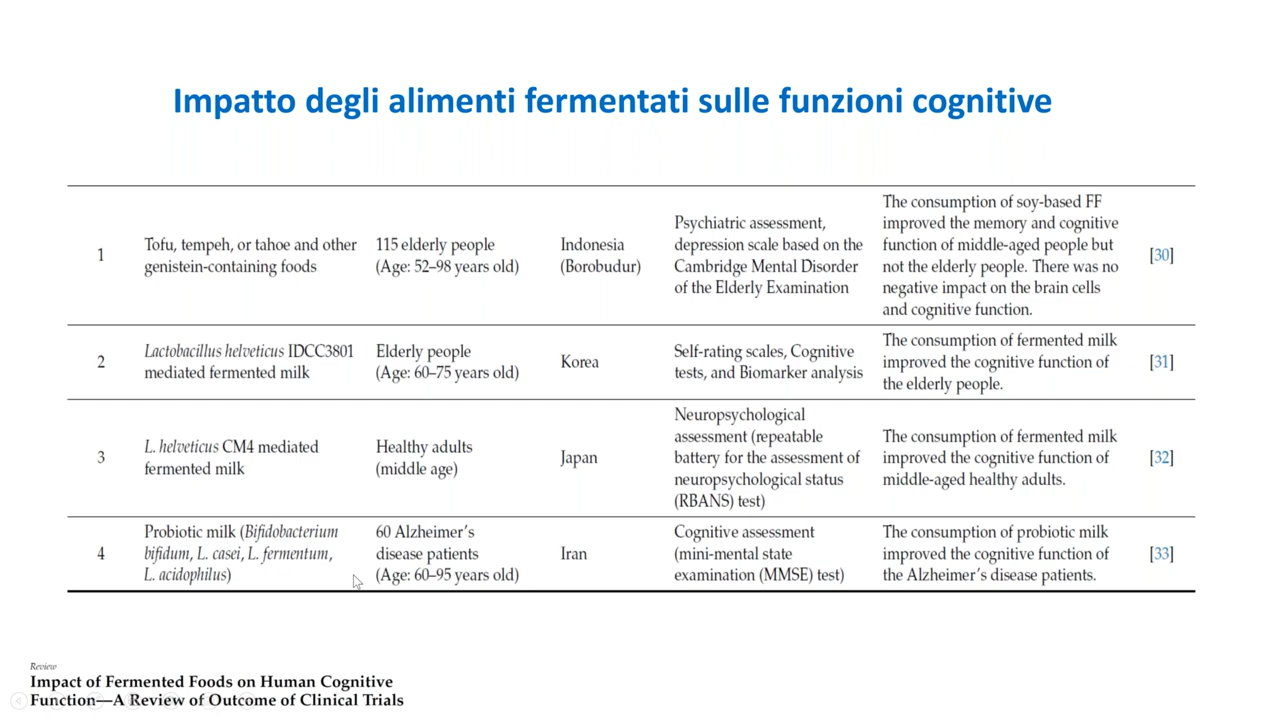 Impatto degli alimenti fermentati sulle funzioni cognitive
1
Tofu, tempeh, or tahoe and other
genistein-containing foods
115 elderly people
(Age: 52–98 years old)
Indonesia
(Borobudur)
Psychiatric assessment,
depression scale based on the
Cambridge Mental Disorder
of the Elderly Examination
The consumption of soy-based FF
improved the memory and cognitive
function of middle-aged people but
not the elderly people. There was no
negative impact on the brain cells
and cognitive function.
[30]
2
Lactobacillus helveticus IDCC3801
mediated fermented milk
Elderly people
(Age: 60–75 years old)
Korea
Self-rating scales, Cognitive
tests, and Biomarker analysis
The consumption of fermented milk
improved the cognitive function of
the elderly people.
[31]
3
L. helveticus CM4 mediated
fermented milk
Healthy adults
(middle age)
Japan
Neuropsychological
assessment (repeatable
battery for the assessment of
neuropsychological status
(RBANS) test)
The consumption of fermented milk
improved the cognitive function of
middle-aged healthy adults.
[32]
4
Probiotic milk (Bifidobacterium
bifidum, L. casei, L. fermentum,
L. acidophilus)
60 Alzheimer's
disease patients
(Age: 60–95 years old)
Iran
Cognitive assessment
(mini-mental state
examination (MMSE) test)
The consumption of probiotic milk
improved the cognitive function of
the Alzheimer's disease patients.
[33]
Review
Impact of Fermented Foods on Human Cognitive
Function—A Review of Outcome of Clinical Trials